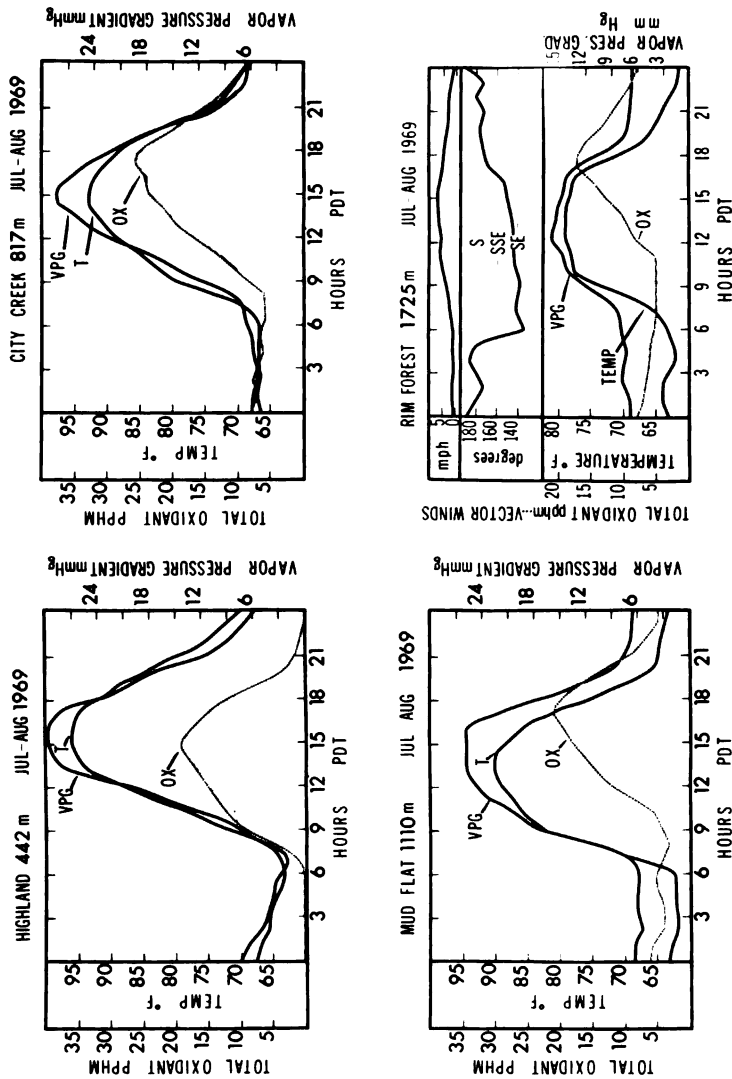 HIGHLAND 442 m JUL-AUG 1969
TOTAL OXIDANT PPHM
35
30
25
20
15
10
5
TEMP °F
95
90
85
80
75
70
65
VPG
T
OX
VAPOR PRESSURE GRADIENT mmHg
24
18
12
6
3 6 9 12 15 18 21
HOURS PDT
CITY CREEK 817 m JUL-AUG 1969
TOTAL OXIDANT PPHM
35
30
25
20
15
10
5
TEMP °F
95
90
85
80
75
70
65
VPG
T
OX
VAPOR PRESSURE GRADIENT mmHg
24
18
12
6
3 6 9 12 15 18 21
HOURS PDT
MUD FLAT 1110 m JUL AUG 1969
TOTAL OXIDANT PPHM
35
30
25
20
15
10
5
TEMP °F
95
90
85
80
75
70
65
VPG
T
OX
VAPOR PRESSURE GRADIENT mmHg
24
18
12
6
3 6 9 12 15 18 21
HOURS PDT
RIM FOREST 1725 m JUL-AUG 1969
TOTAL OXIDANT pphm...VECTOR WINDS
mph
5
0
degrees
180
160
140
S
SSE
SE
20
15
10
5
TEMPERATURE °F
80
75
70
65
VPG
TEMP
OX
VAPOR PRES. GRAD
mm Hg
15
12
9
6
3
3 6 9 12 15 18 21
HOURS PDT